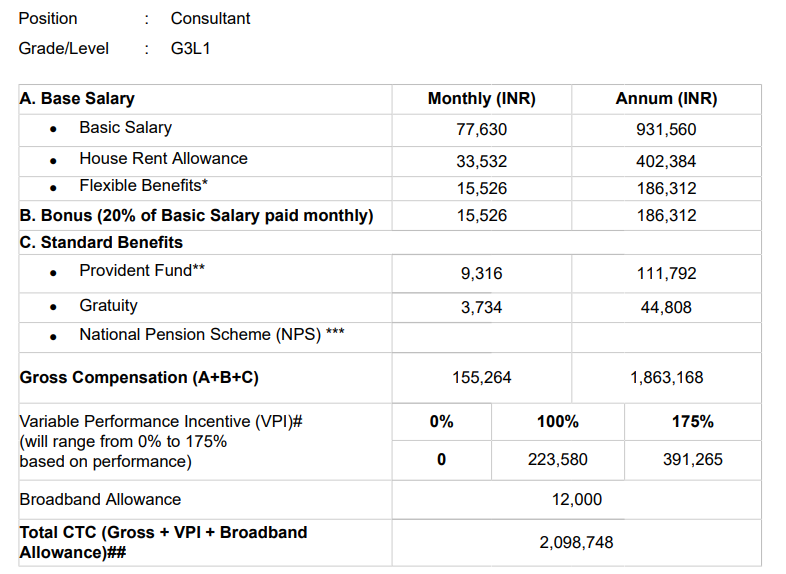 Position : Consultant
Grade/Level : G3L1
A. Base Salary Monthly (INR) Annum (INR)
• Basic Salary 77,630 931,560
• House Rent Allowance 33,532 402,384
• Flexible Benefits* 15,526 186,312
B. Bonus (20% of Basic Salary paid monthly) 15,526 186,312
C. Standard Benefits
• Provident Fund** 9,316 111,792
• Gratuity 3,734 44,808
• National Pension Scheme (NPS) ***
Gross Compensation (A+B+C) 155,264 1,863,168
Variable Performance Incentive (VPI)# 0% 100% 175%
(will range from 0% to 175%
based on performance) 0 223,580 391,265
Broadband Allowance 12,000
Total CTC (Gross + VPI + Broadband
Allowance)## 2,098,748